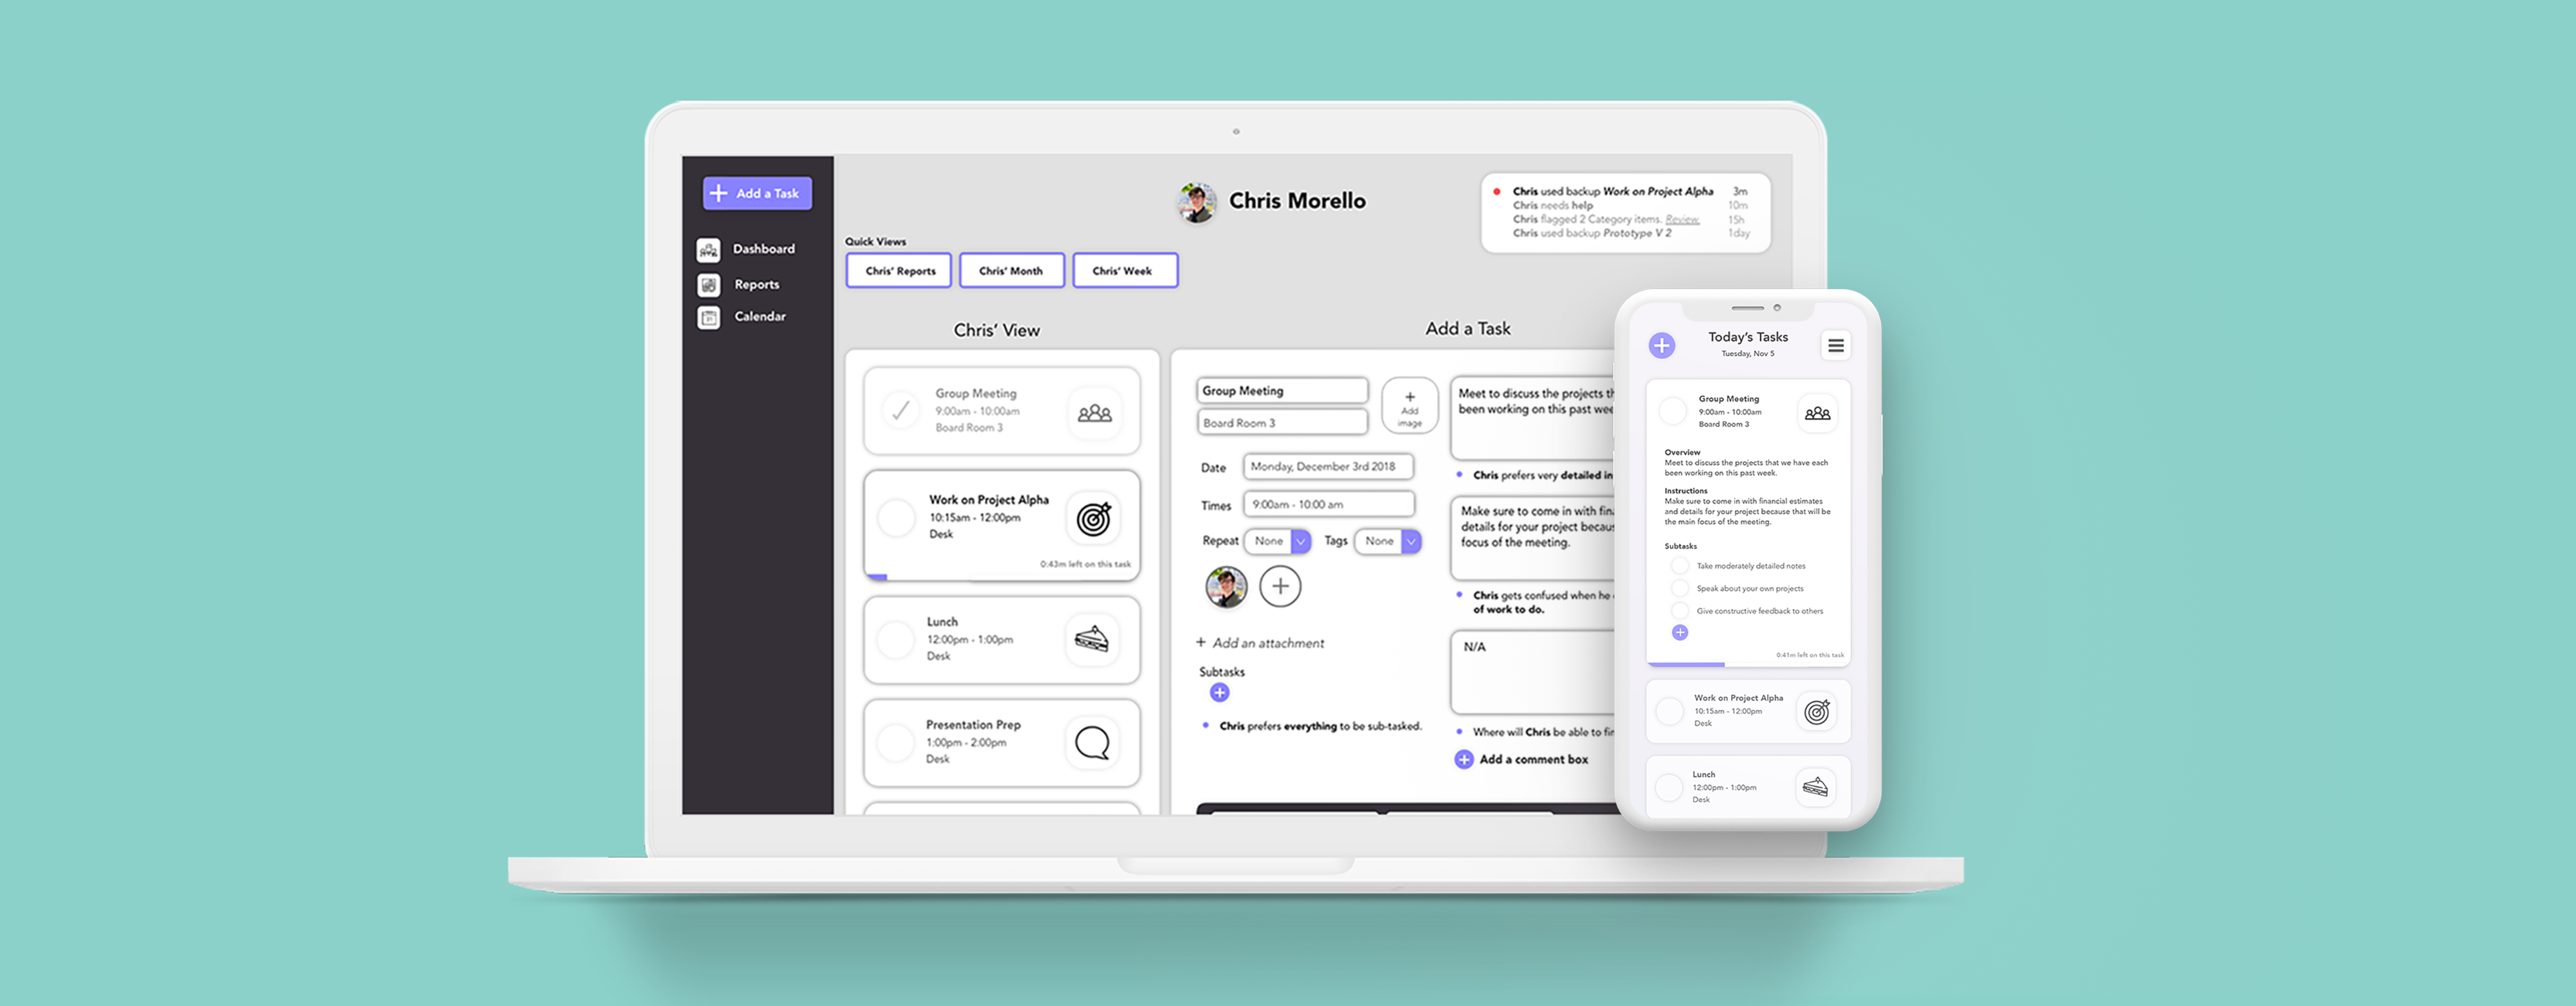 Add a Task
Dashboard
Reports
Calendar
Chris Morello
Chris used backup Work on Project Alpha 3m
Chris needs help 10m
Chris flagged 2 Category items. Review. 15h
Chris used backup Prototype V 2 1day
Quick Views
Chris' Reports
Chris' Month
Chris' Week
Chris' View
Group Meeting
9:00am - 10:00am
Board Room 3
Work on Project Alpha
10:15am - 12:00pm
Desk
0:43m left on this task
Lunch
12:00pm - 1:00pm
Desk
Presentation Prep
1:00pm - 2:00pm
Desk
Add a Task
Group Meeting
Board Room 3
Add
image
Date Monday, December 3rd 2018
Times 9:00am - 10:00 am
Repeat None Tags None
+ Add an attachment
Subtasks
Chris prefers everything to be sub-tasked.
Meet to discuss the projects
been working on this past
Chris prefers very detailed
Make sure to come in with
details for your project
focus of the meeting.
Chris gets confused when he
of work to do.
N/A
Where will Chris be able to
Add a comment box
Today's Tasks
Tuesday, Nov 5
Group Meeting
9:00am - 10:00am
Board Room 3
Overview
Meet to discuss the projects that we have each
been working on this past week.
Instructions
Make sure to come in with financial estimates
and details for your project because that will be
the main focus of the meeting.
Subtasks
Take moderately detailed notes
Speak about your own projects
Give constructive feedback to others
0:41m left on this task
Work on Project Alpha
10:15am - 12:00pm
Desk
Lunch
12:00pm - 1:00pm
Desk